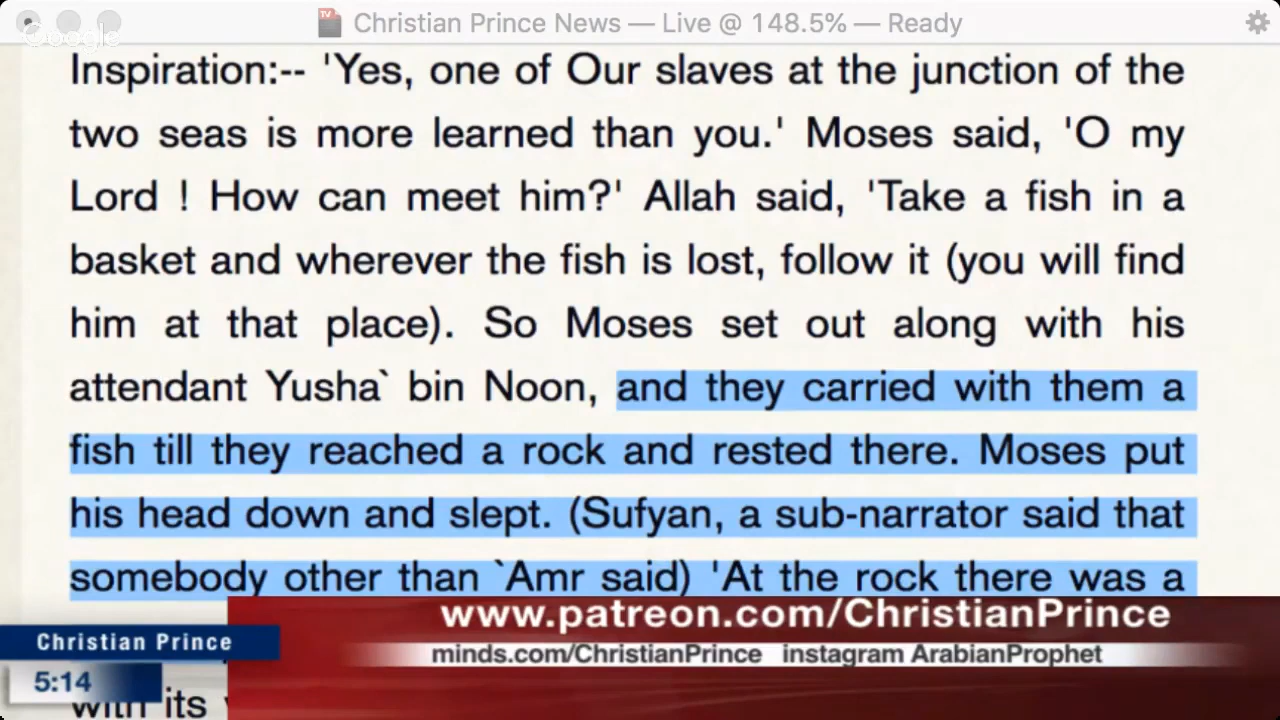 Christian Prince News — Live @ 148.5% — Ready
Google
Inspiration:-- 'Yes, one of Our slaves at the junction of the
two seas is more learned than you.' Moses said, 'O my
Lord ! How can meet him?' Allah said, 'Take a fish in a
basket and wherever the fish is lost, follow it (you will find
him at that place). So Moses set out along with his
attendant Yusha` bin Noon, and they carried with them a
fish till they reached a rock and rested there. Moses put
his head down and slept. (Sufyan, a sub-narrator said that
somebody other than `Amr said) 'At the rock there was a
www.patreon.com/ChristianPrince
Christian Prince
minds.com/ChristianPrince instagram ArabianProphet
5:14
with its